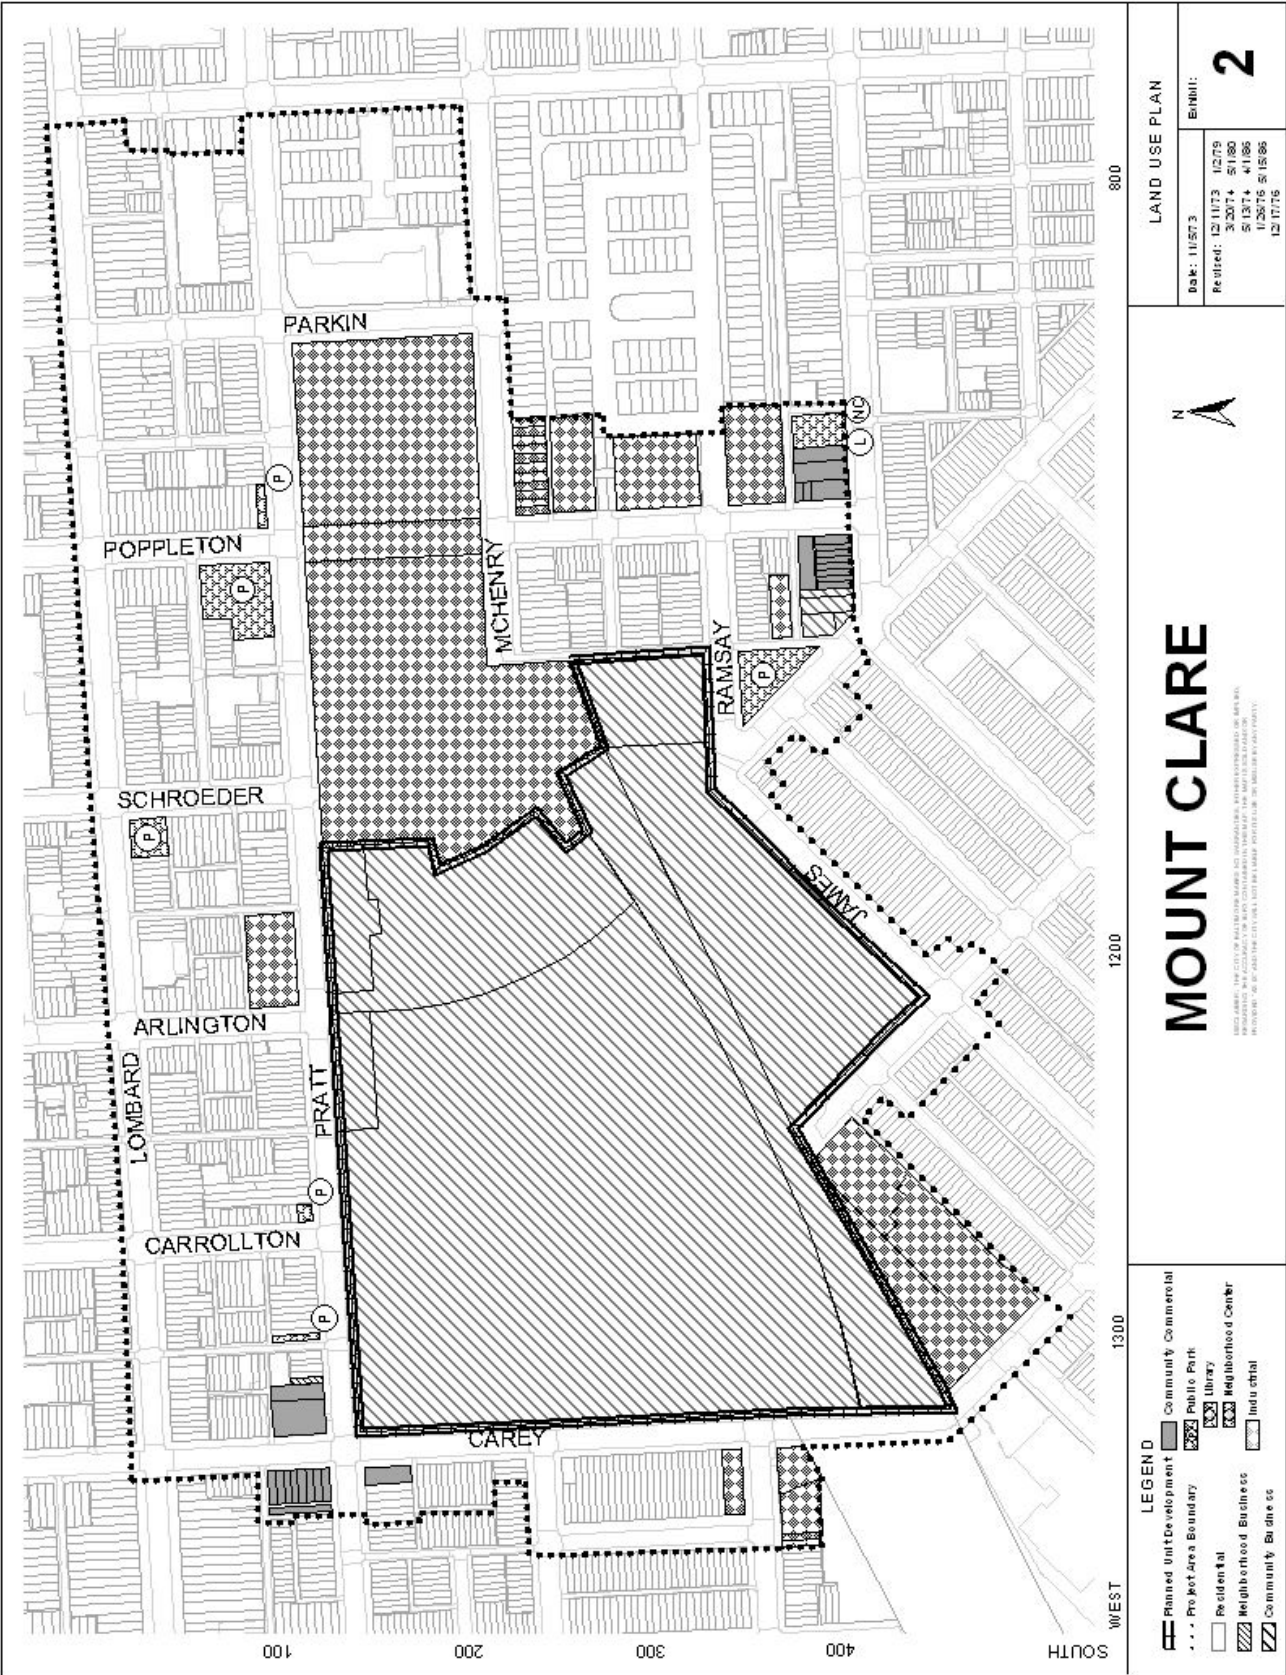 PARKIN
POPPLETON
MCHENRY
SCHROEDER
RAMSAY
JAMES
ARLINGTON
LOMBARD
PRATT
CARROLLTON
CAREY
P
P
P
P
P
P
L
NC
800
1200
1300
WEST
100
200
300
400
SOUTH
LEGEND
Planned Unit Development
Project Area Boundary
Residential
Neighborhood Business
Community Business
Community Commercial
Public Park
Library
Neighborhood Center
Industrial
MOUNT CLARE
N
LAND USE PLAN
Date: 11/5/73
Revised: 12/11/73 1/2/79
3/20/74 5/1/80
5/13/74 4/1/86
1/26/76 5/15/86
12/17/76
Exhibit:
2